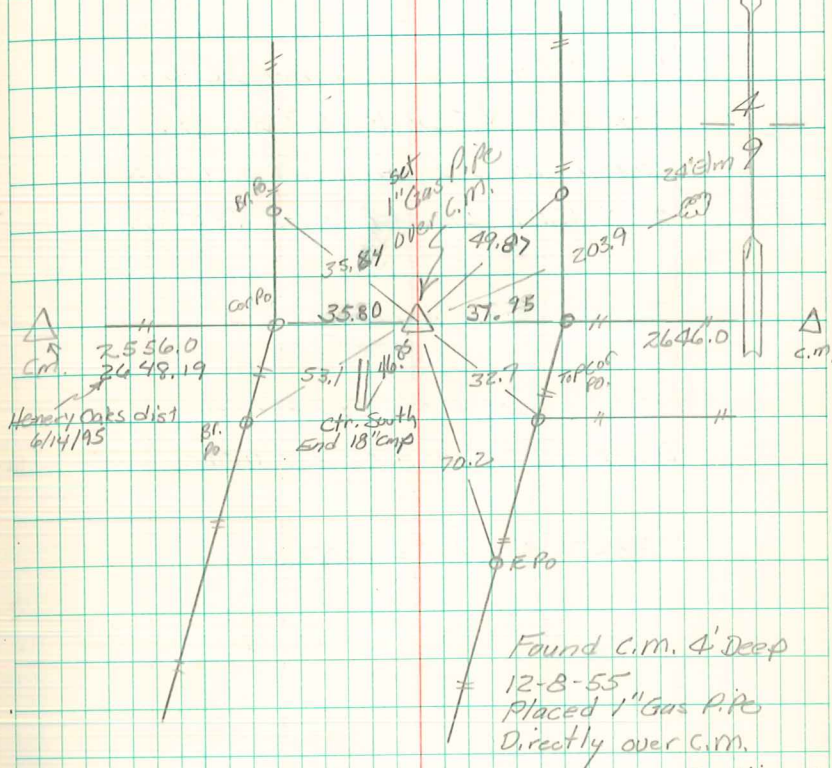 4
9
24" Elm
set
1" Gas Pipe
over C.M.
Br. Po.
35.84
49.87
203.9
Cor Po
35.80
37.95
2556.0
2648.19
2646.0
C.M.
C.M.
Henery Oaks dist
6/14/95
53.1
16.8
32.7
Top Cor
Po.
Br.
Po
Ctr. South
End 18" cmp
70.2
E Po
Found C.M. 4' Deep
12-8-55
Placed 1" Gas Pipe
Directly over C.M.